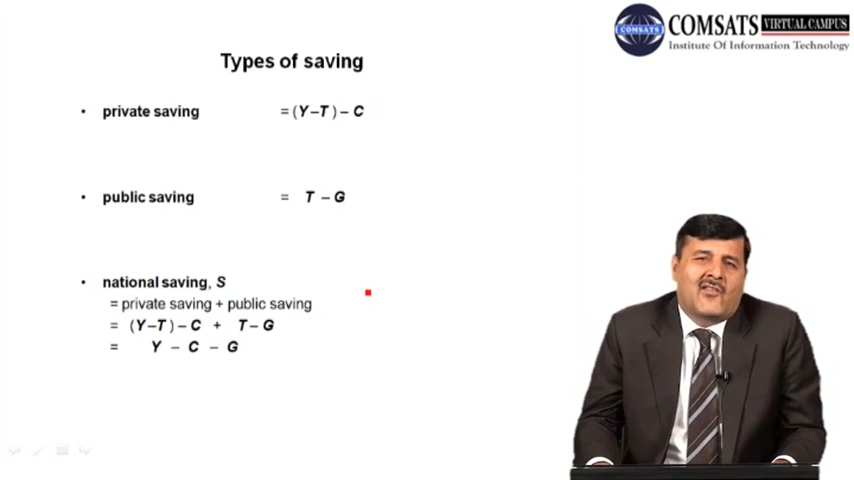 COMSATS VIRTUAL CAMPUS
COMSATS
Institute Of Information Technology
Types of saving
• private saving = (Y–T) – C
• public saving = T – G
• national saving, S
= private saving + public saving
= (Y–T) – C + T – G
= Y – C – G